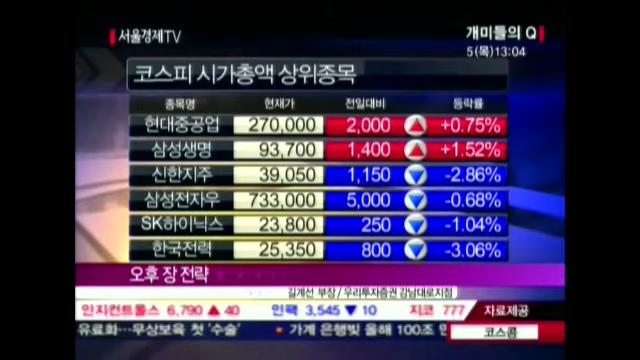 서울경제TV
개미들의 Q
5(목)13:04
코스피 시가총액 상위종목
종목명 현재가 전일대비 등락률
현대중공업 270,000 2,000 ▲ +0.75%
삼성생명 93,700 1,400 ▲ +1.52%
신한지주 39,050 1,150 ▼ -2.86%
삼성전자우 733,000 5,000 ▼ -0.68%
SK하이닉스 23,800 250 ▼ -1.04%
한국전력 25,350 800 ▼ -3.06%
오후 장 전략
길계선 부장 / 우리투자증권 강남대로지점
인지컨트롤스 6,790 ▲ 40 인팩 3,545 ▼ 10 지코 777 자료제공
유료화…무상보육 첫 '수술' • 가계 은행빚 올해 100조 코스콤